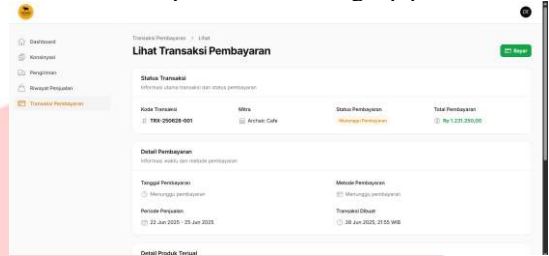 DE
Dashboard
Transaksi Pembayaran > Lihat
Konsinyasi
Lihat Transaksi Pembayaran
Bayar
Pengiriman
Riwayat Penjualan
Transaksi Pembayaran
Status Transaksi
Informasi utama transaksi dan status pembayaran
Kode Transaksi Mitra Status Pembayaran Total Pembayaran
TRX-250628-001 Archaic Cafe Menunggu Pembayaran Rp 1.231.250,00
Detail Pembayaran
Informasi waktu dan metode pembayaran
Tanggal Pembayaran Metode Pembayaran
Menunggu pembayaran Menunggu pembayaran
Periode Penjualan Transaksi Dibuat
22 Jun 2025 - 25 Jun 2025 28 Jun 2025, 21:55 WIB
Detail Produk Terjual